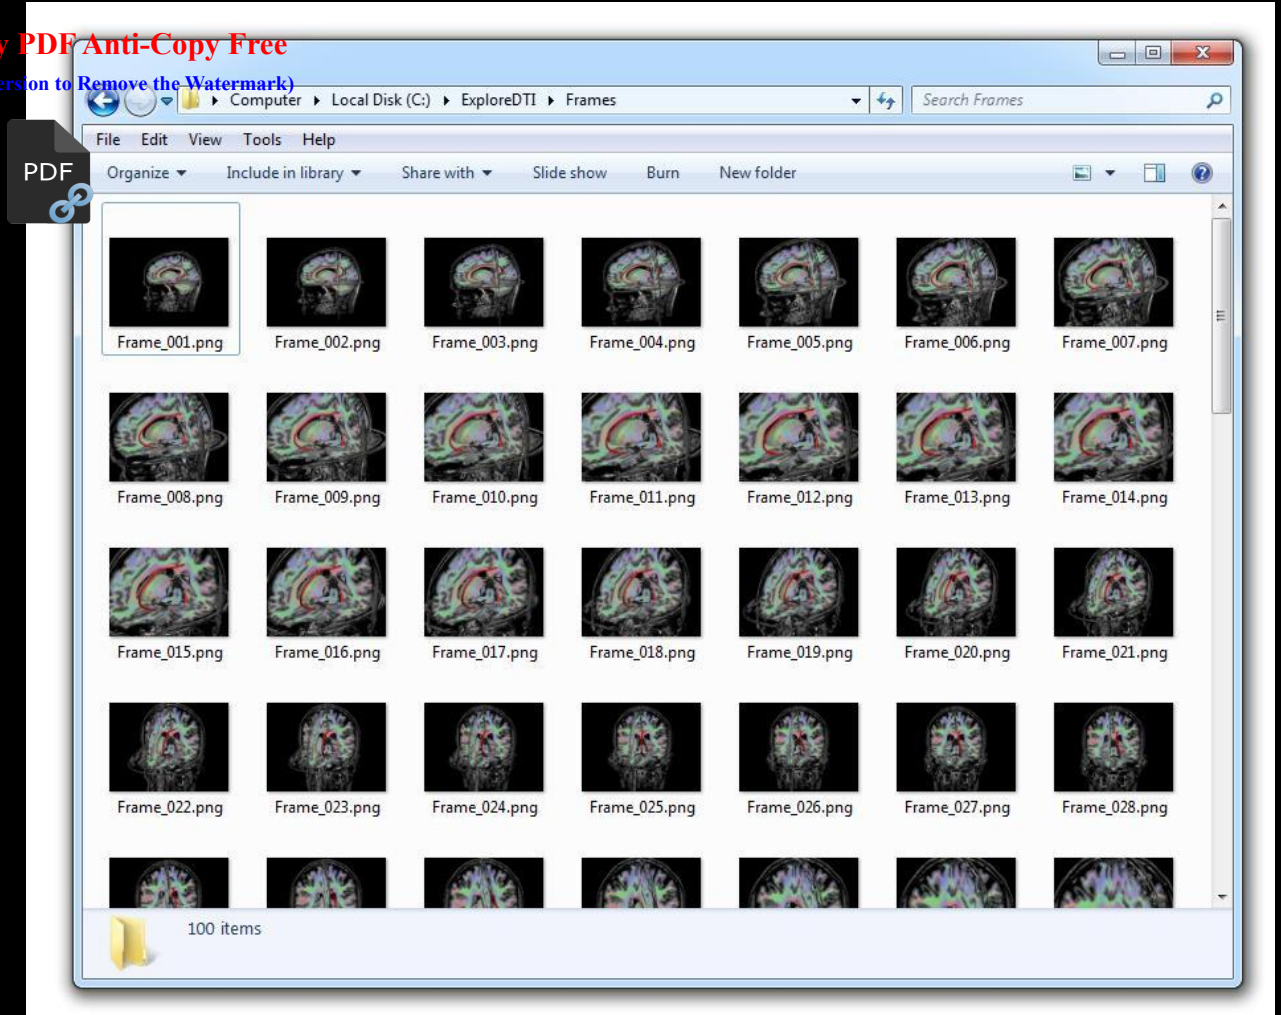 y PDF Anti-Copy Free
ersion to Remove the Watermark)
Computer Local Disk (C:) ExploreDTI Frames
Search Frames
File Edit View Tools Help
PDF
Organize Include in library Share with Slide show Burn New folder
Frame_001.png Frame_002.png Frame_003.png Frame_004.png Frame_005.png Frame_006.png Frame_007.png
Frame_008.png Frame_009.png Frame_010.png Frame_011.png Frame_012.png Frame_013.png Frame_014.png
Frame_015.png Frame_016.png Frame_017.png Frame_018.png Frame_019.png Frame_020.png Frame_021.png
Frame_022.png Frame_023.png Frame_024.png Frame_025.png Frame_026.png Frame_027.png Frame_028.png
100 items